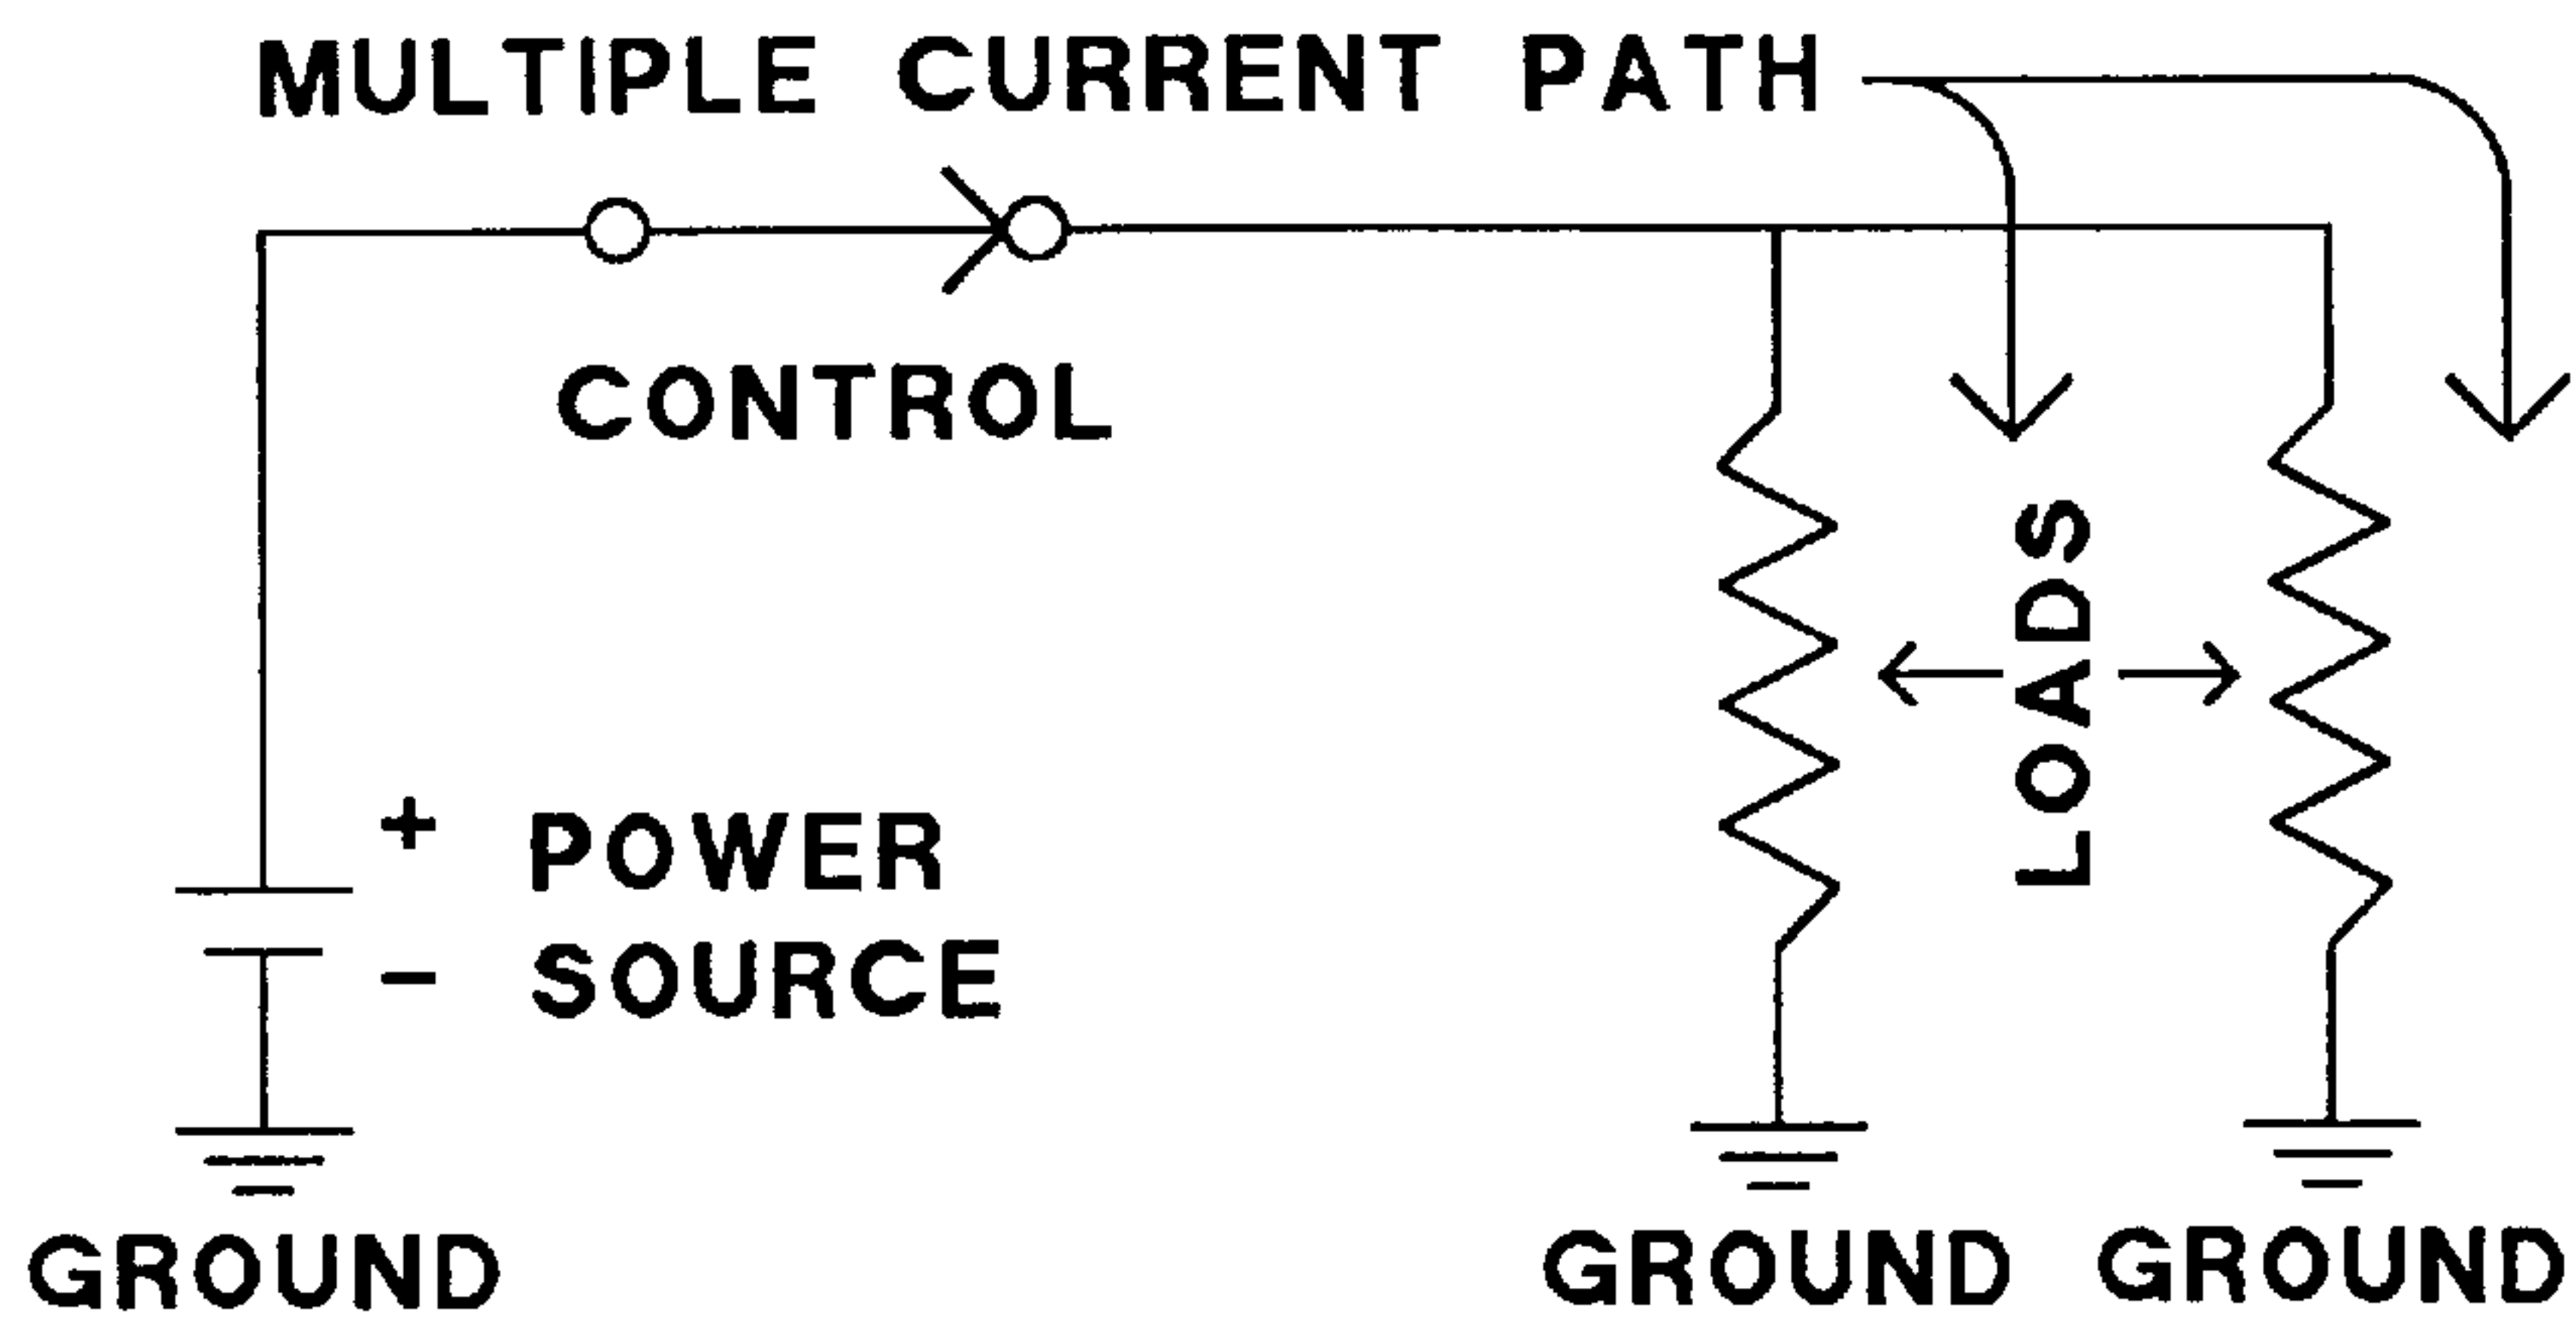 MULTIPLE CURRENT PATH
CONTROL
LOADS
+ POWER
- SOURCE
GROUND
GROUND
GROUND